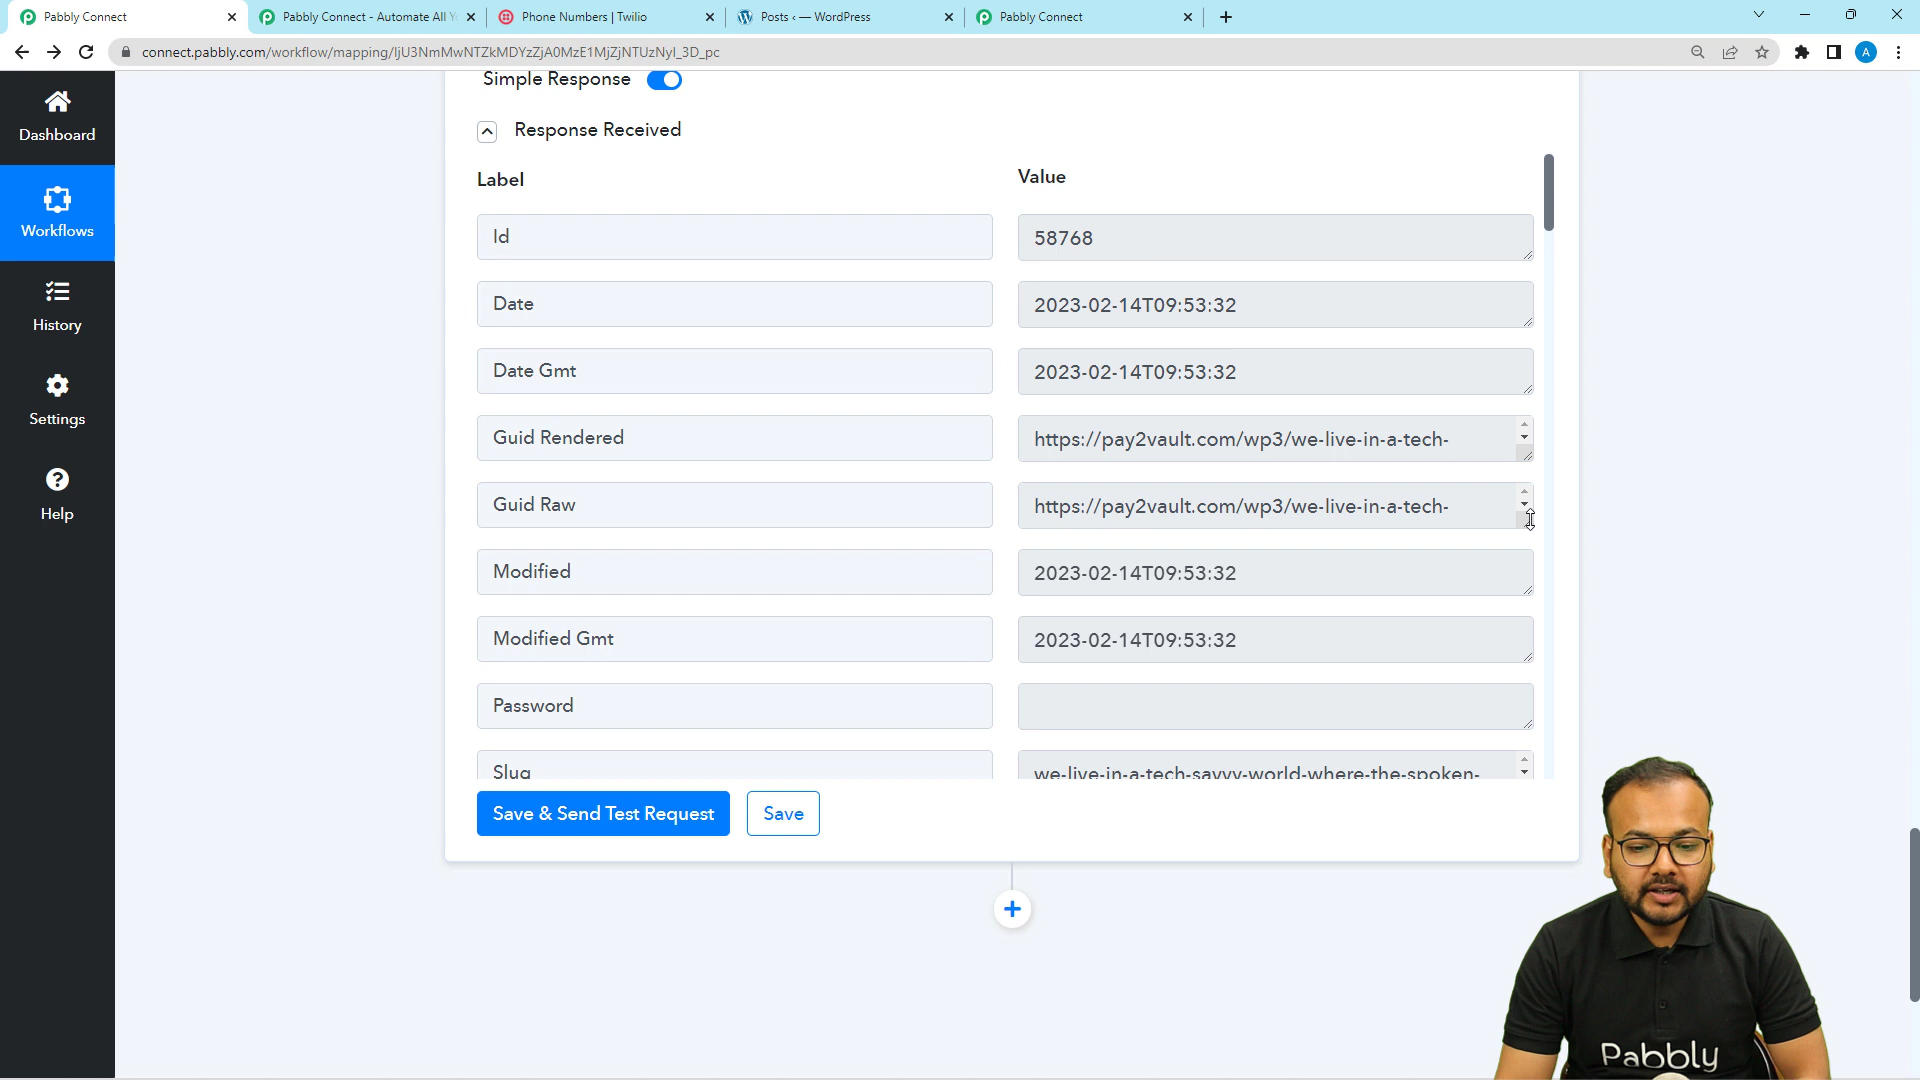 Pabbly Connect
Pabbly Connect - Automate All Y
Phone Numbers | Twilio
Posts ‹ — WordPress
Pabbly Connect
connect.pabbly.com/workflow/mapping/IjU3NmMwNTZkMDYzZjA0MzE1MjZjNTUzNyI_3D_pc
A
Dashboard
Workflows
History
Settings
Help
Simple Response
Response Received
Label
Value
Id
58768
Date
2023-02-14T09:53:32
Date Gmt
2023-02-14T09:53:32
Guid Rendered
https://pay2vault.com/wp3/we-live-in-a-tech-
Guid Raw
https://pay2vault.com/wp3/we-live-in-a-tech-
Modified
2023-02-14T09:53:32
Modified Gmt
2023-02-14T09:53:32
Password
Slug
we-live-in-a-tech-savvy-world-where-the-spoken-
Save & Send Test Request
Save
Pabbly